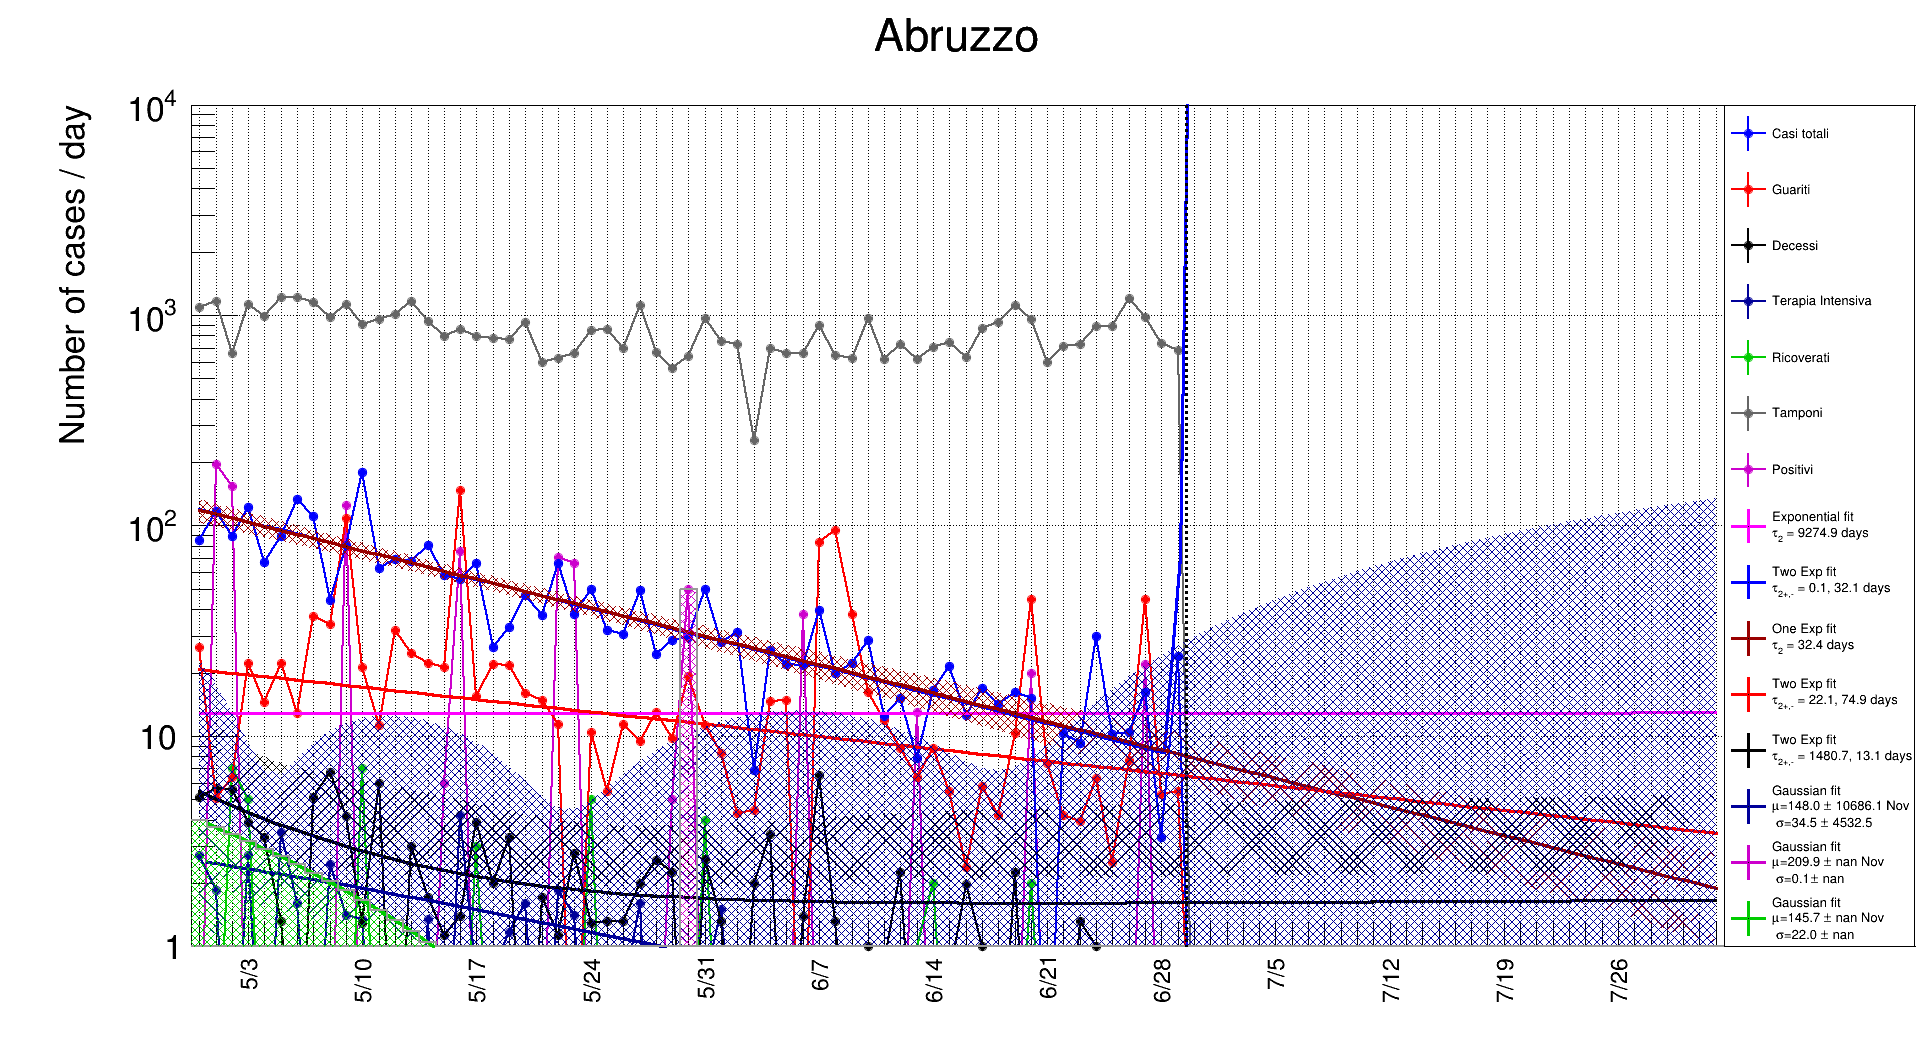 Abruzzo
Number of cases / day
10^4
10^3
10^2
10
1
5/3
5/10
5/17
5/24
5/31
6/7
6/14
6/21
6/28
7/5
7/12
7/19
7/26
Casi totali
Guariti
Decessi
Terapia Intensiva
Ricoverati
Tamponi
Positivi
Exponential fit
τ2 = 9274.9 days
Two Exp fit
τ2+,- = 0.1, 32.1 days
One Exp fit
τ2 = 32.4 days
Two Exp fit
τ2+,- = 22.1, 74.9 days
Two Exp fit
τ2+,- = 1480.7, 13.1 days
Gaussian fit
μ=148.0 ± 10686.1 Nov
σ=34.5 ± 4532.5
Gaussian fit
μ=209.9 ± nan Nov
σ=0.1 ± nan
Gaussian fit
μ=145.7 ± nan Nov
σ=22.0 ± nan